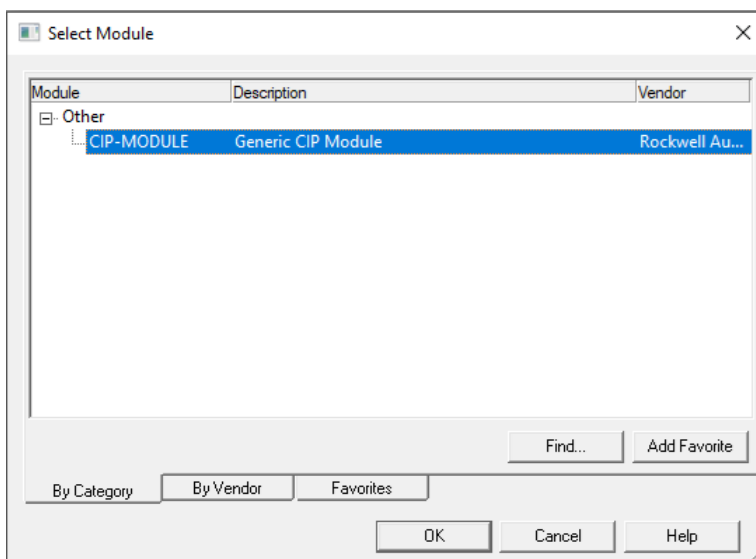 Select Module
Module Description Vendor
Other
CIP-MODULE Generic CIP Module Rockwell Au...
Find... Add Favorite
By Category By Vendor Favorites
OK Cancel Help